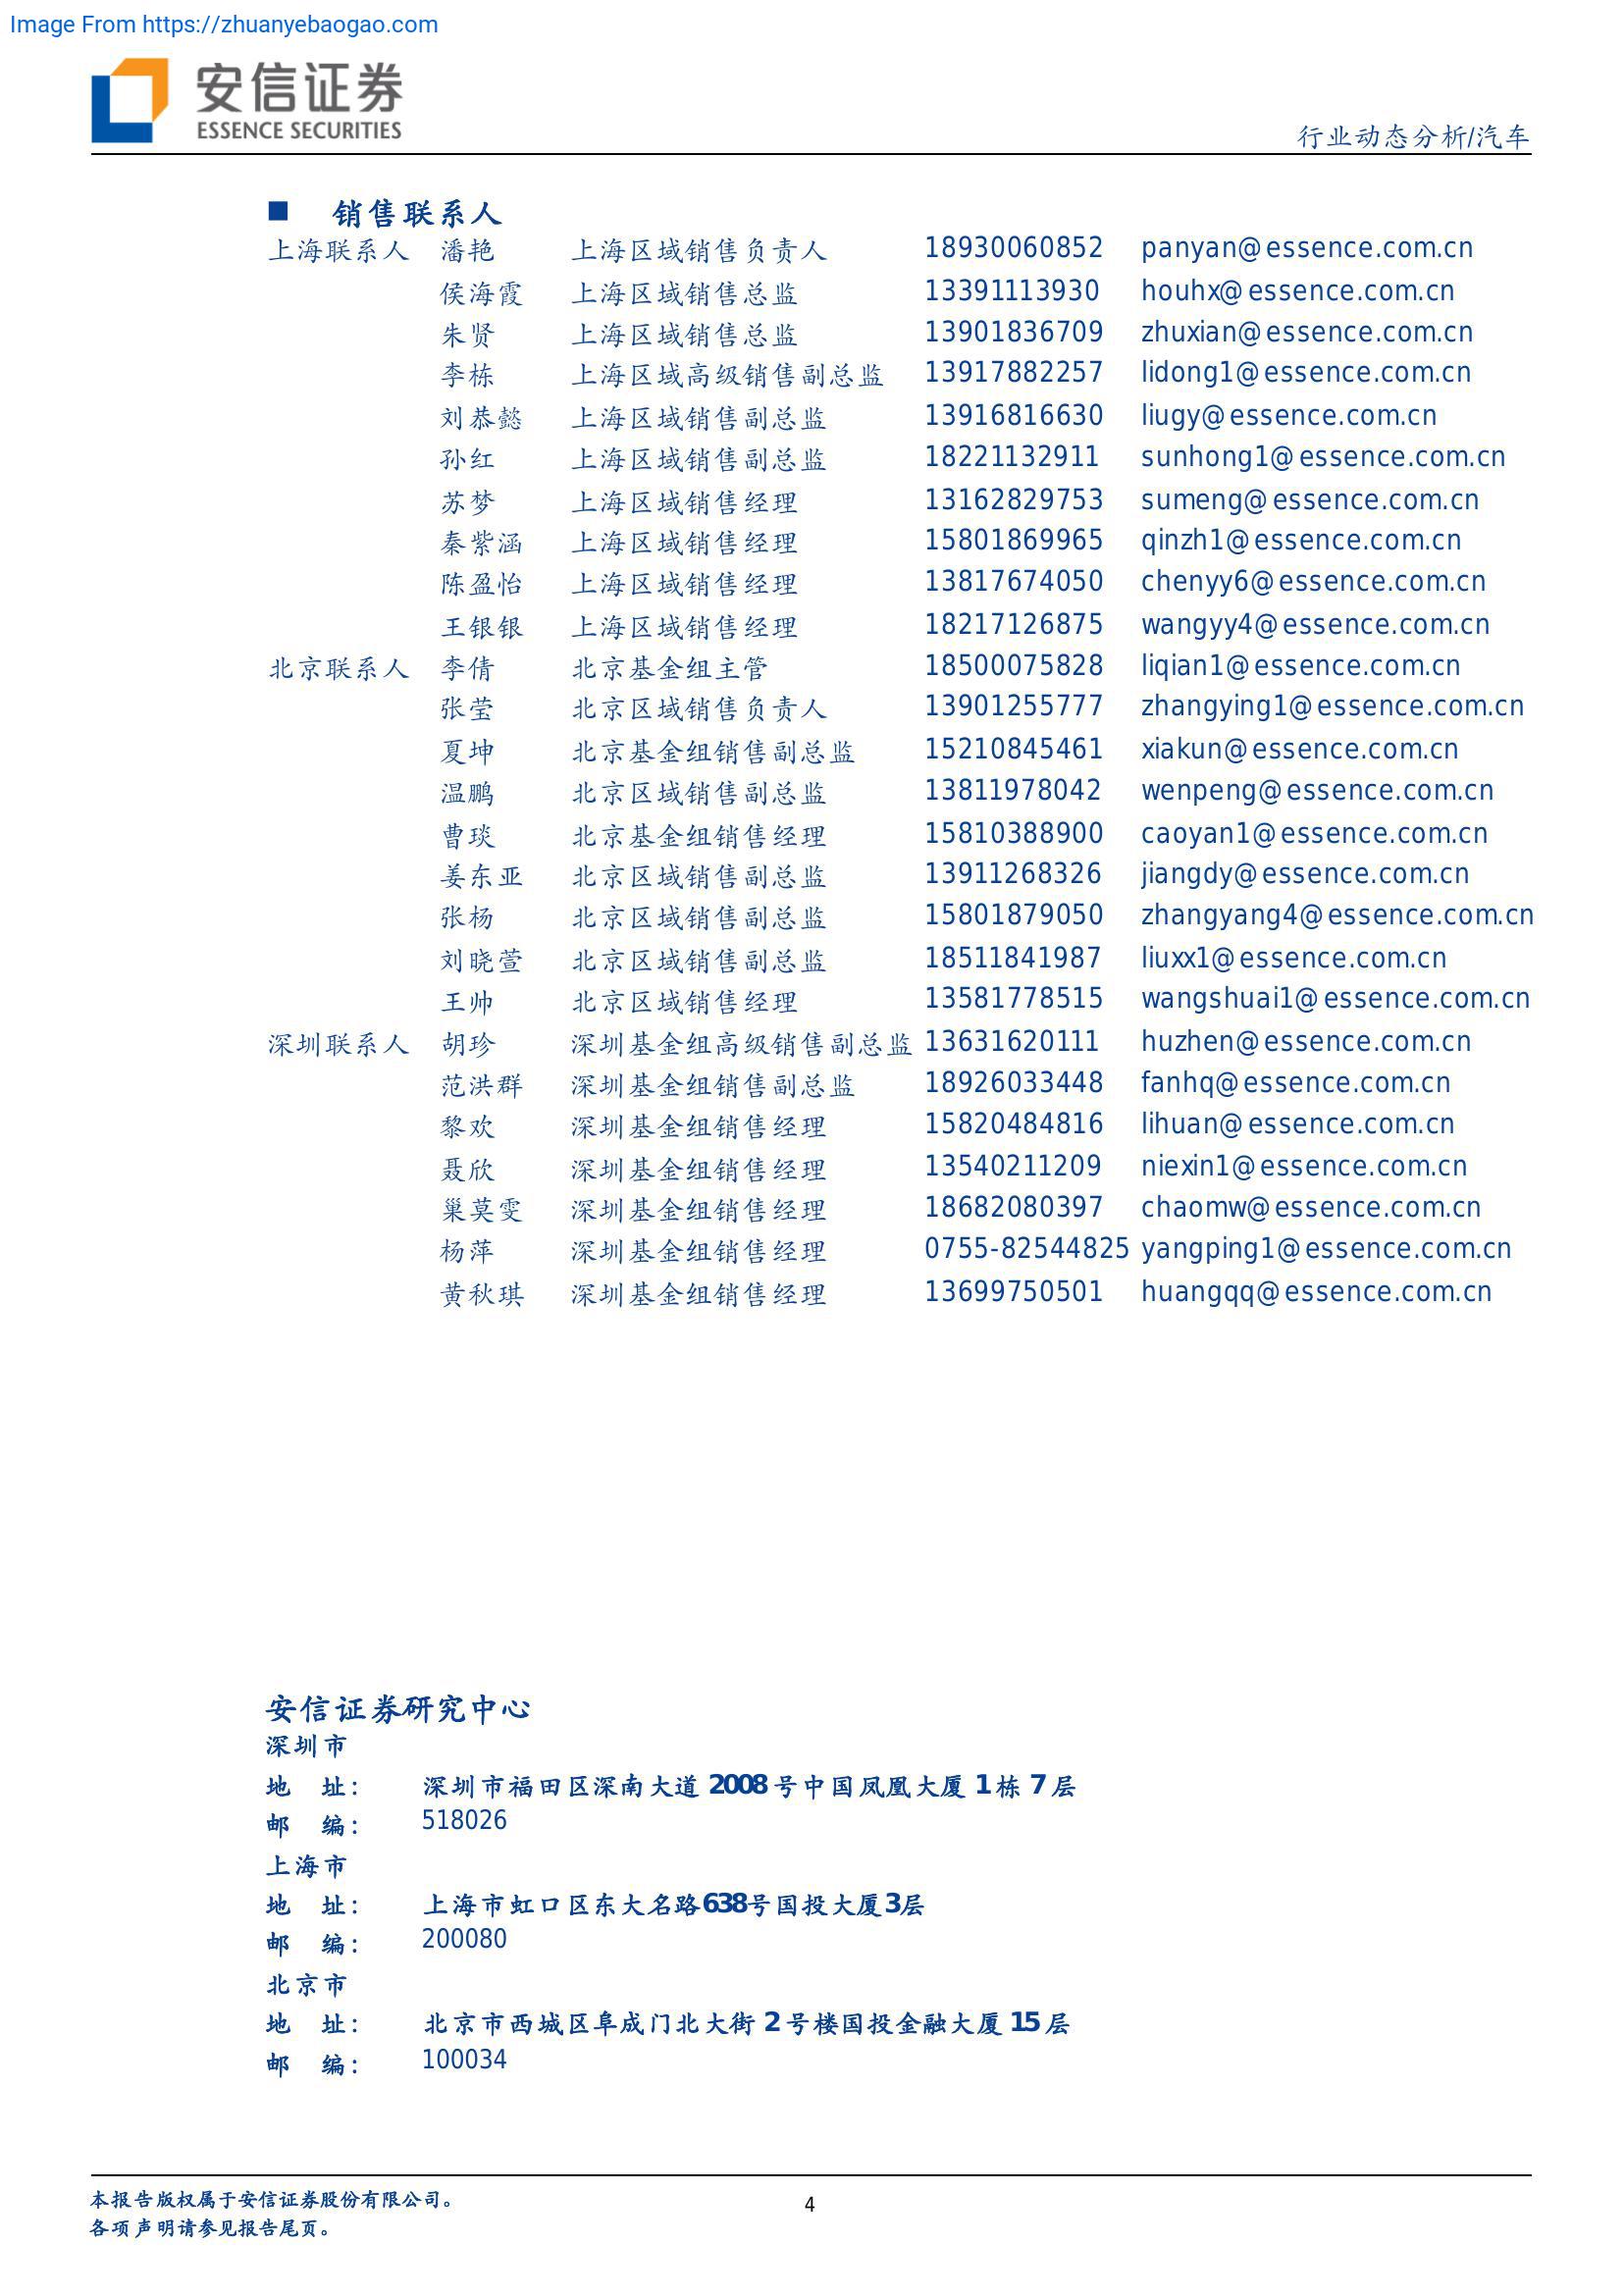 Image From https://zhuanyebaogao.com
安信证券
ESSENCE SECURITIES
行业动态分析/汽车
■ 销售联系人
上海联系人 潘艳 上海区域销售负责人 18930060852 panyan@essence.com.cn
侯海霞 上海区域销售总监 13391113930 houhx@essence.com.cn
朱贤 上海区域销售总监 13901836709 zhuxian@essence.com.cn
李栋 上海区域高级销售副总监 13917882257 lidong1@essence.com.cn
刘恭懿 上海区域销售副总监 13916816630 liugy@essence.com.cn
孙红 上海区域销售副总监 18221132911 sunhong1@essence.com.cn
苏梦 上海区域销售经理 13162829753 sumeng@essence.com.cn
秦紫涵 上海区域销售经理 15801869965 qinzh1@essence.com.cn
陈盈怡 上海区域销售经理 13817674050 chenyy6@essence.com.cn
王银银 上海区域销售经理 18217126875 wangyy4@essence.com.cn
北京联系人 李倩 北京基金组主管 18500075828 liqian1@essence.com.cn
张莹 北京区域销售负责人 13901255777 zhangying1@essence.com.cn
夏坤 北京基金组销售副总监 15210845461 xiakun@essence.com.cn
温鹏 北京区域销售副总监 13811978042 wenpeng@essence.com.cn
曹琰 北京基金组销售经理 15810388900 caoyan1@essence.com.cn
姜东亚 北京区域销售副总监 13911268326 jiangdy@essence.com.cn
张杨 北京区域销售副总监 15801879050 zhangyang4@essence.com.cn
刘晓萱 北京区域销售副总监 18511841987 liuxx1@essence.com.cn
王帅 北京区域销售经理 13581778515 wangshuai1@essence.com.cn
深圳联系人 胡珍 深圳基金组高级销售副总监 13631620111 huzhen@essence.com.cn
范洪群 深圳基金组销售副总监 18926033448 fanhq@essence.com.cn
黎欢 深圳基金组销售经理 15820484816 lihuan@essence.com.cn
聂欣 深圳基金组销售经理 13540211209 niexin1@essence.com.cn
巢莫雯 深圳基金组销售经理 18682080397 chaomw@essence.com.cn
杨萍 深圳基金组销售经理 0755-82544825 yangping1@essence.com.cn
黄秋琪 深圳基金组销售经理 13699750501 huangqq@essence.com.cn
安信证券研究中心
深圳市
地 址： 深圳市福田区深南大道 2008 号中国凤凰大厦 1 栋 7 层
邮 编： 518026
上海市
地 址： 上海市虹口区东大名路638号国投大厦3层
邮 编： 200080
北京市
地 址： 北京市西城区阜成门北大街 2 号楼国投金融大厦 15 层
邮 编： 100034
本报告版权属于安信证券股份有限公司。
各项声明请参见报告尾页。
4